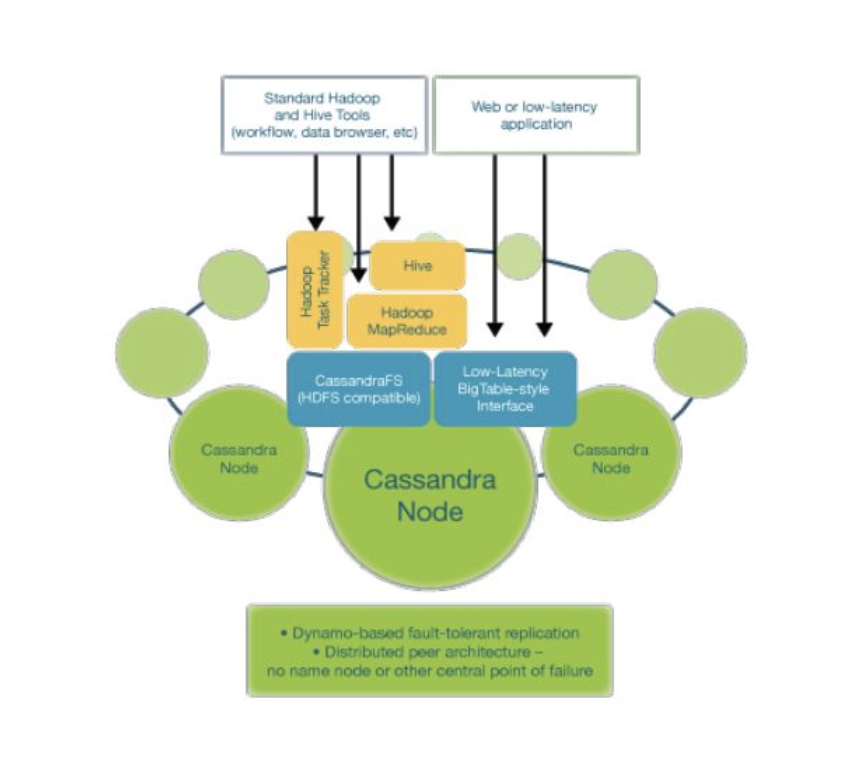 Standard Hadoop
and Hive Tools
(workflow, data browser, etc)
Web or low-latency
application
Hadoop
Task Tracker
Hive
Hadoop
MapReduce
CassandraFS
(HDFS compatible)
Low-Latency
BigTable-style
Interface
Cassandra
Node
Cassandra
Node
Cassandra
Node
• Dynamo-based fault-tolerant replication
• Distributed peer architecture –
no name node or other central point of failure